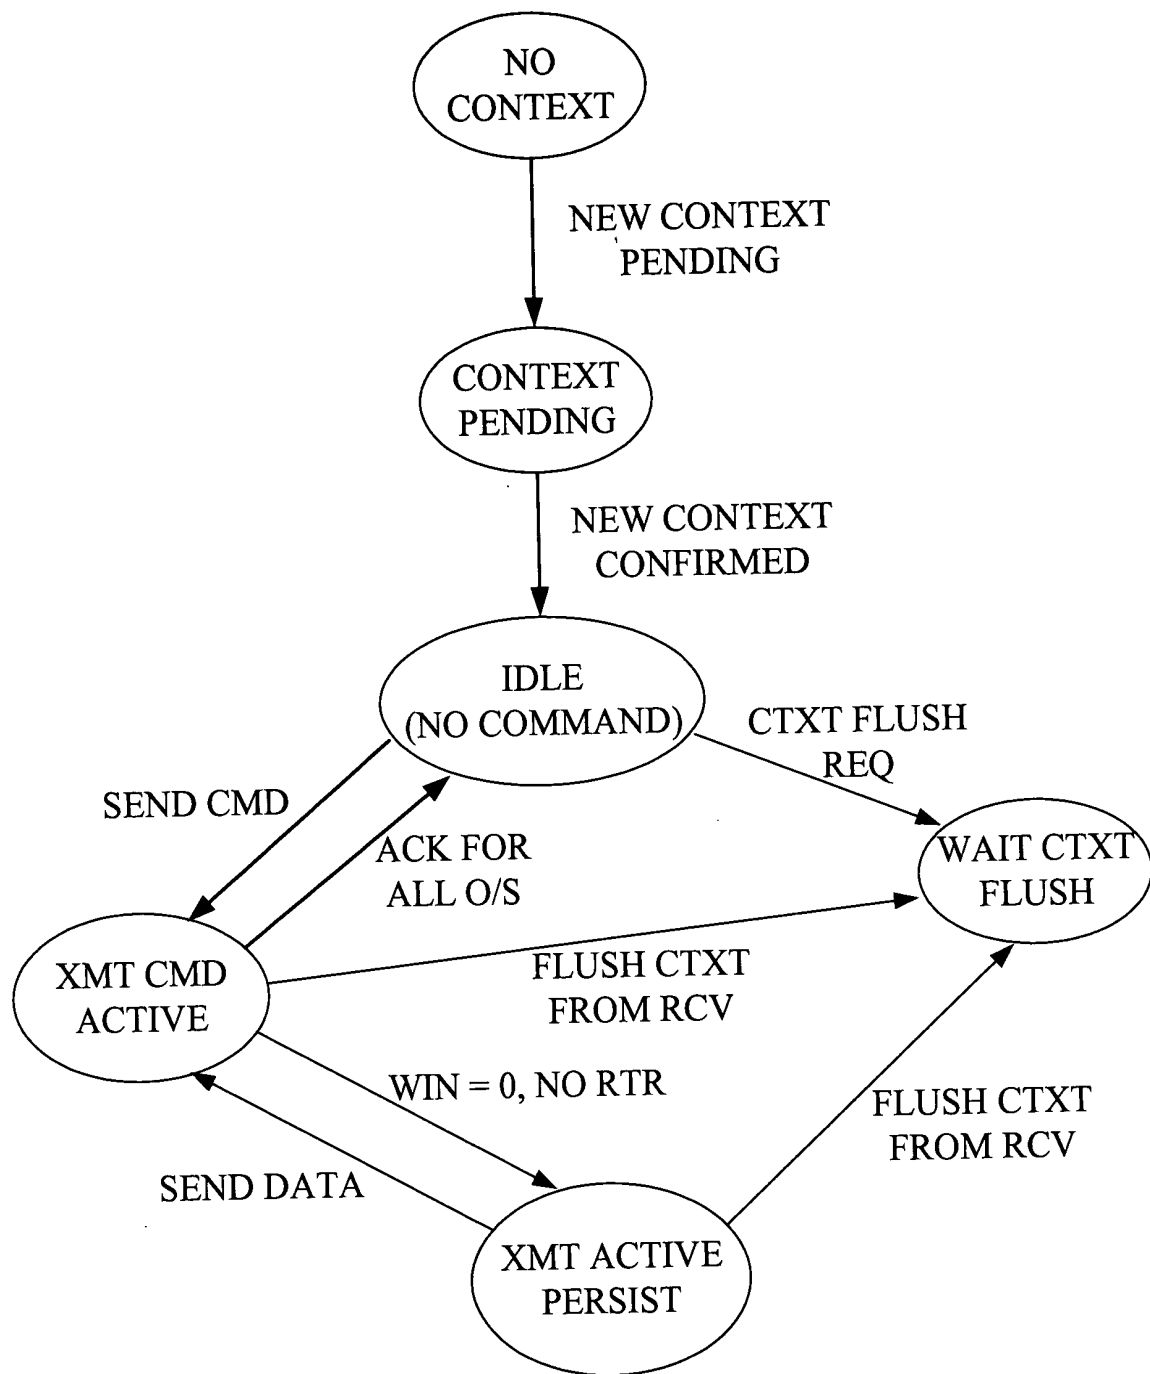 NO
CONTEXT
NEW CONTEXT
PENDING
CONTEXT
PENDING
NEW CONTEXT
CONFIRMED
IDLE
(NO COMMAND)
CTXT FLUSH
REQ
SEND CMD
ACK FOR
ALL O/S
WAIT CTXT
FLUSH
XMT CMD
ACTIVE
FLUSH CTXT
FROM RCV
WIN = 0, NO RTR
FLUSH CTXT
FROM RCV
SEND DATA
XMT ACTIVE
PERSIST